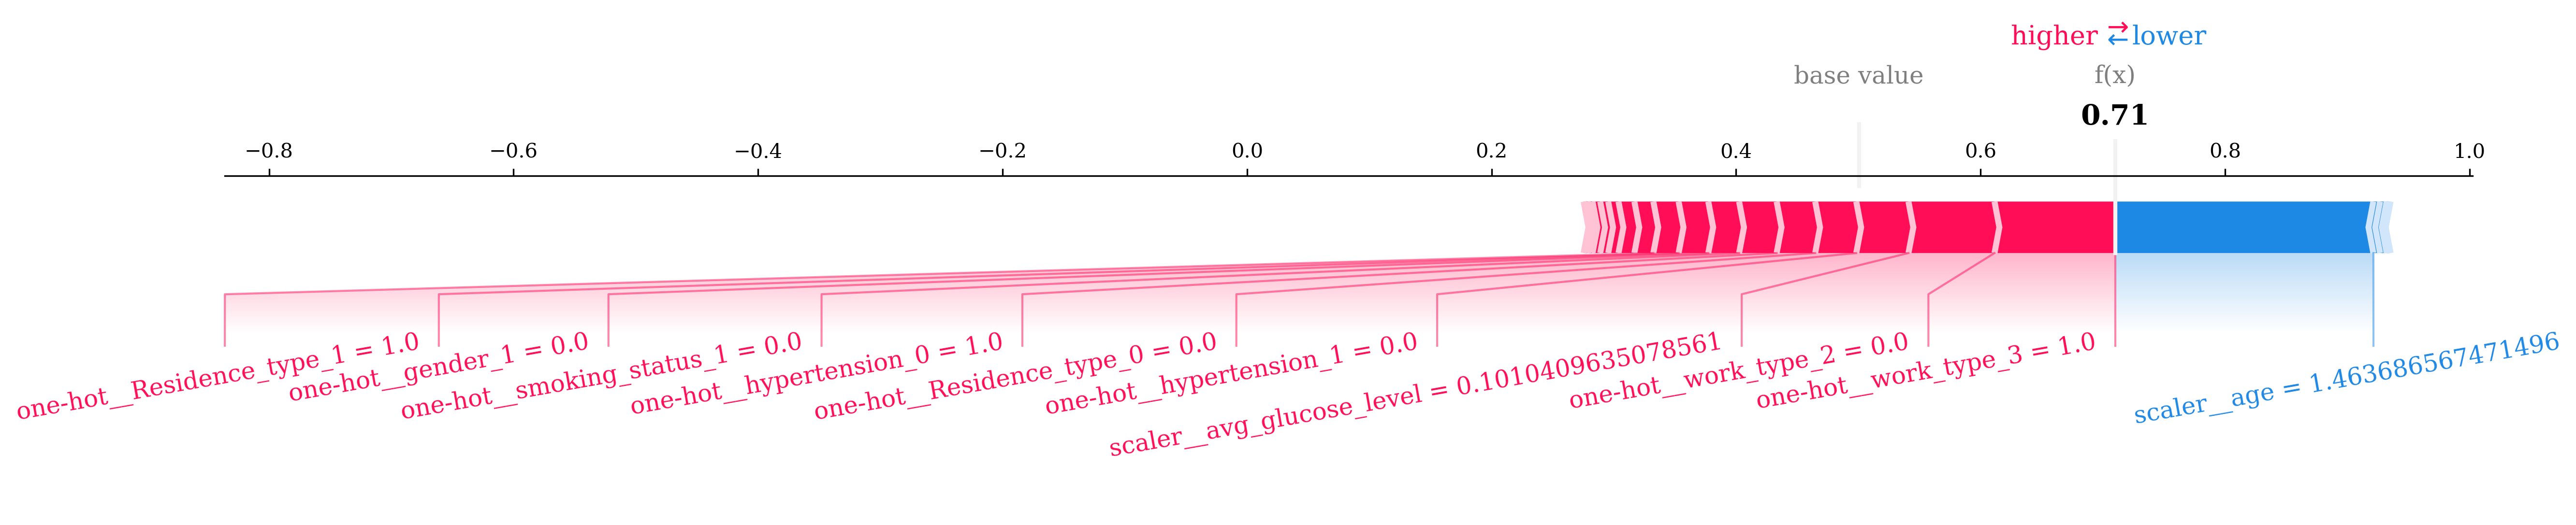 higher ⇄ lower
base value
f(x)
0.71
−0.8 −0.6 −0.4 −0.2 0.0 0.2 0.4 0.6 0.8 1.0
one-hot__Residence_type_1 = 1.0
one-hot__gender_1 = 0.0
one-hot__smoking_status_1 = 0.0
one-hot__hypertension_0 = 1.0
one-hot__Residence_type_0 = 0.0
one-hot__hypertension_1 = 0.0
scaler__avg_glucose_level = 0.1010409635078561
one-hot__work_type_2 = 0.0
one-hot__work_type_3 = 1.0
scaler__age = 1.463686567471496